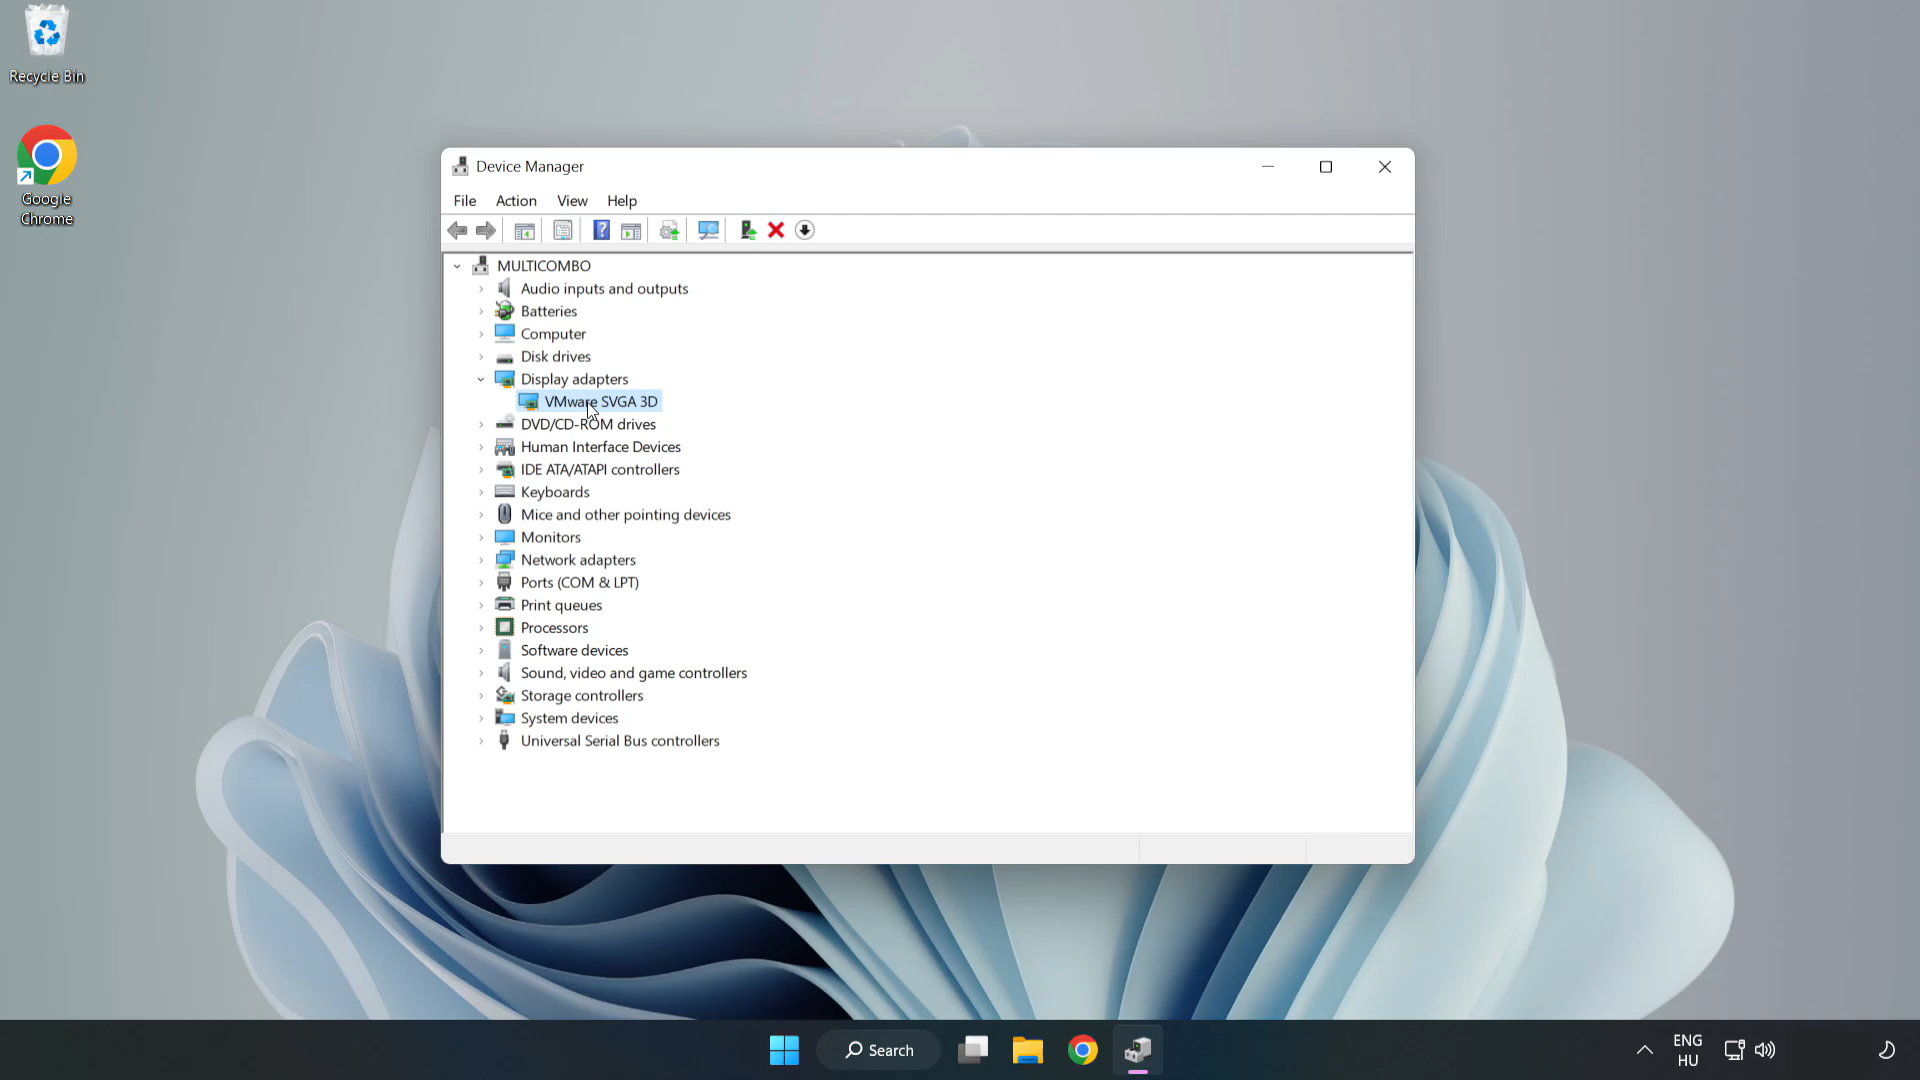 Recycle Bin
Google
Chrome
Device Manager
File Action View Help
MULTICOMBO
Audio inputs and outputs
Batteries
Computer
Disk drives
Display adapters
VMware SVGA 3D
DVD/CD-ROM drives
Human Interface Devices
IDE ATA/ATAPI controllers
Keyboards
Mice and other pointing devices
Monitors
Network adapters
Ports (COM & LPT)
Print queues
Processors
Software devices
Sound, video and game controllers
Storage controllers
System devices
Universal Serial Bus controllers
Search
ENG
HU